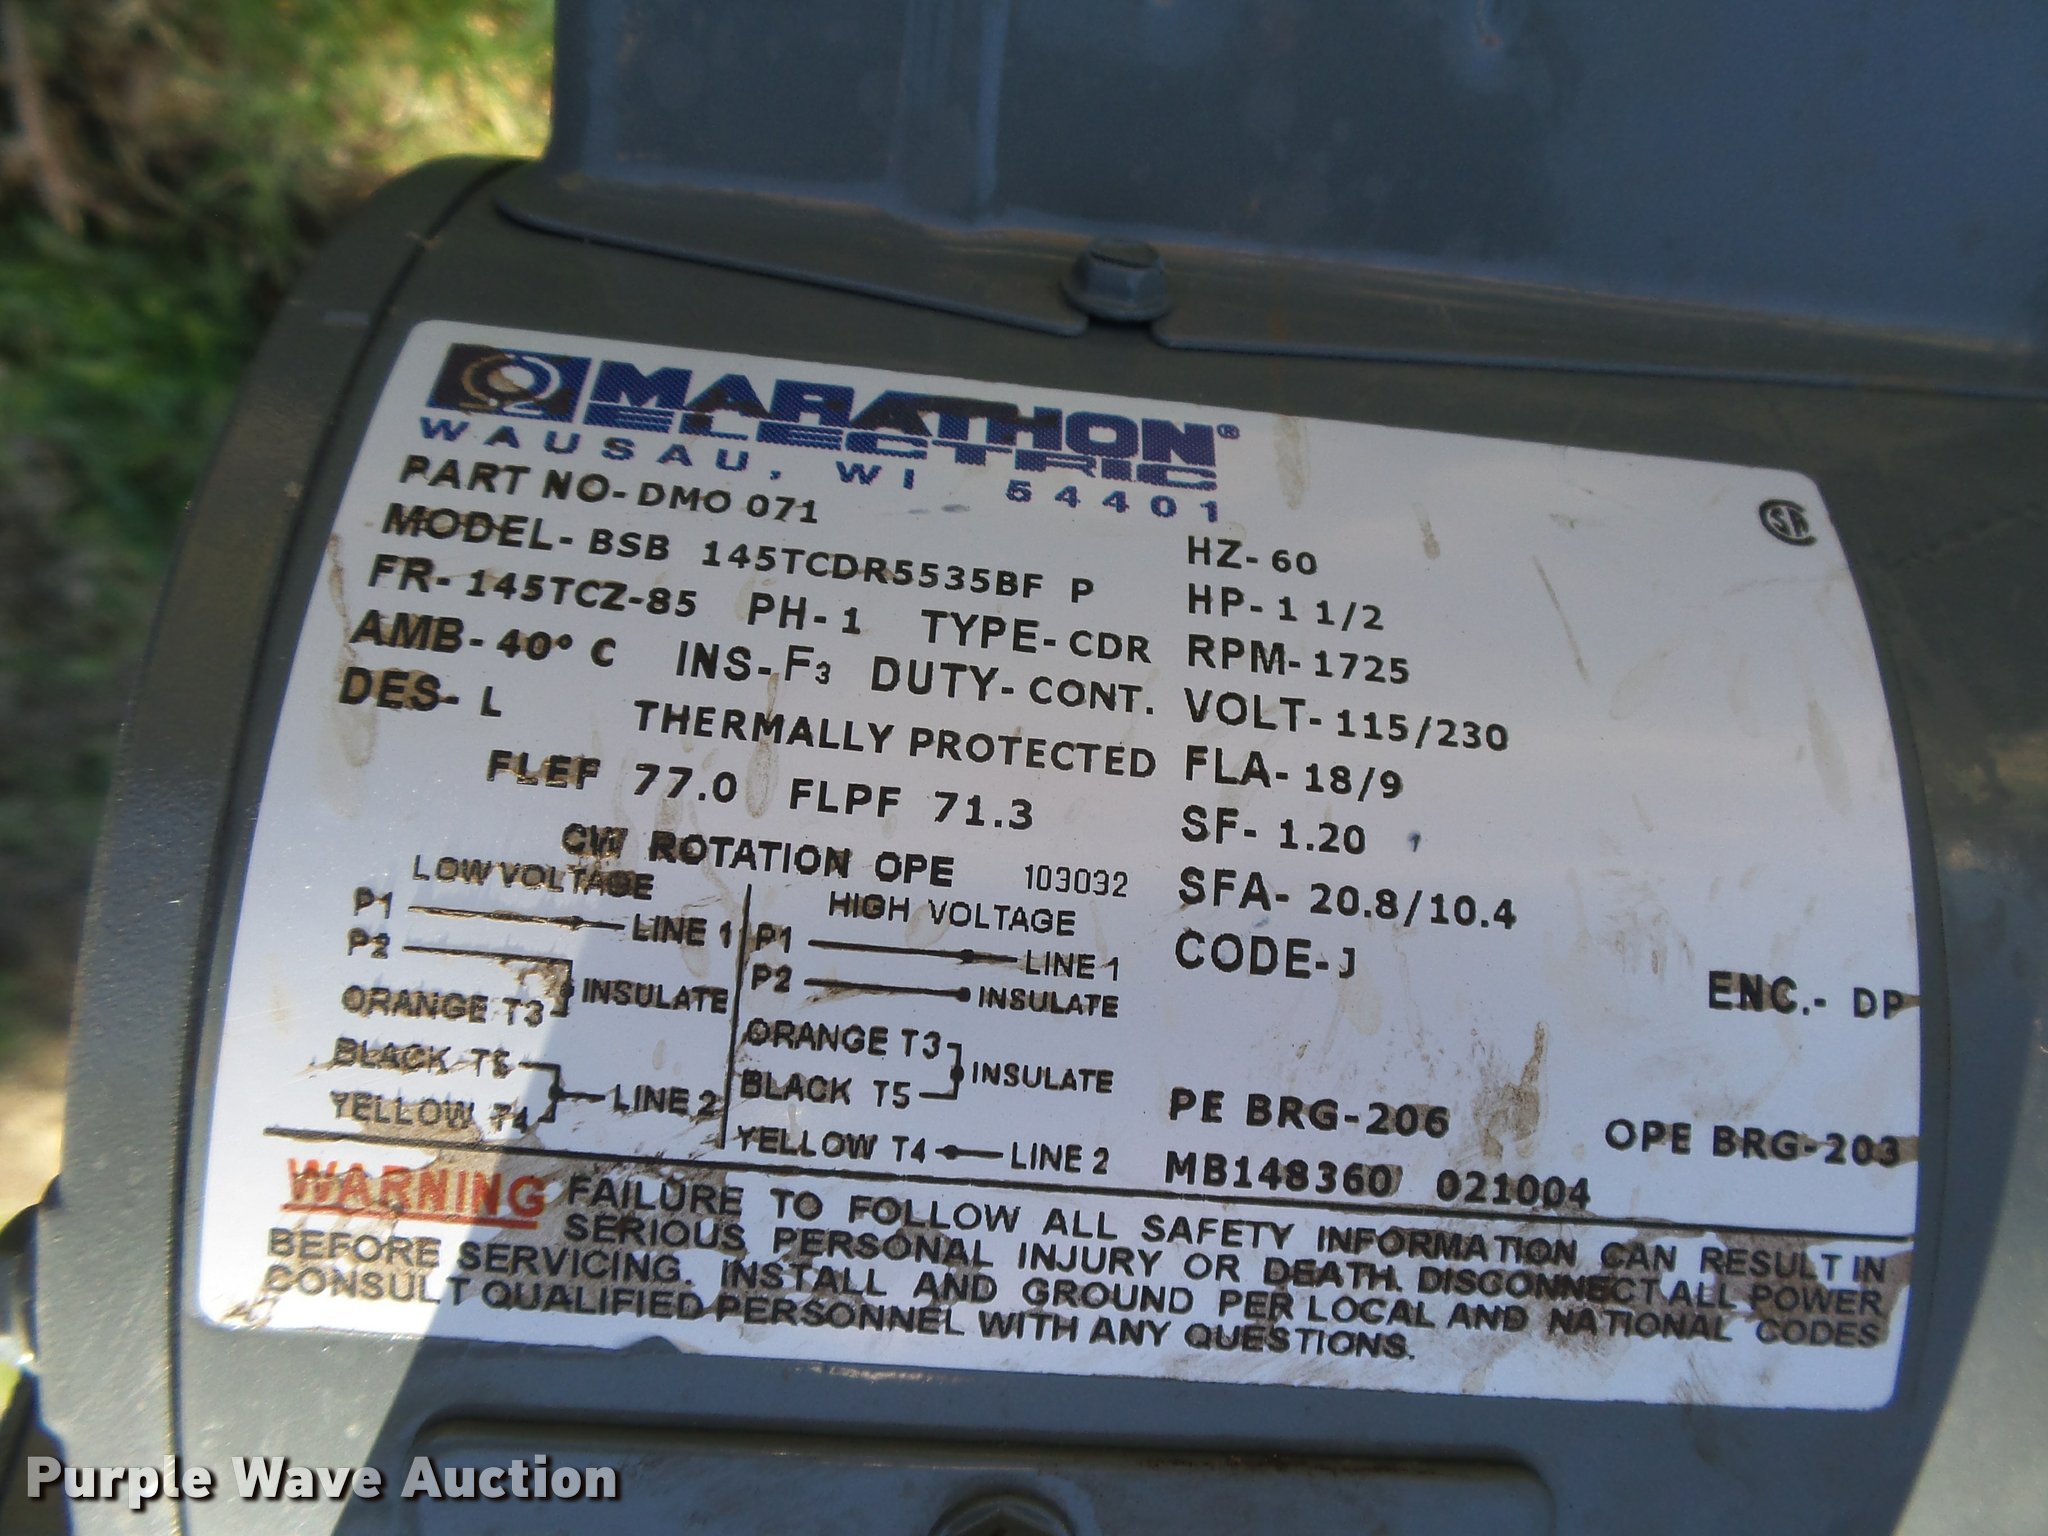 MARATHON®
ELECTRIC
WAUSAU, WI 54401
PART NO- DMO 071
MODEL- BSB 145TCDR5535BF P
FR- 145TCZ-85 PH- 1 TYPE- CDR
AMB- 40° C INS- F3 DUTY- CONT.
DES- L THERMALLY PROTECTED
FLEF 77.0 FLPF 71.3
CW ROTATION OPE 103032
HZ- 60
HP- 1 1/2
RPM- 1725
VOLT- 115/230
FLA- 18/9
SF- 1.20
SFA- 20.8/10.4
CODE- J
ENC.- DP
PE BRG-206 OPE BRG-203
MB148360 021004
LOW VOLTAGE
P1 LINE 1
P2
INSULATE
ORANGE T3
BLACK T5
LINE 2
YELLOW T4
HIGH VOLTAGE
P1 LINE 1
P2 INSULATE
ORANGE T3
INSULATE
BLACK T5
YELLOW T4 LINE 2
WARNING FAILURE TO FOLLOW ALL SAFETY INFORMATION CAN RESULT IN
SERIOUS PERSONAL INJURY OR DEATH. DISCONNECT ALL POWER
BEFORE SERVICING. INSTALL AND GROUND PER LOCAL AND NATIONAL CODES
CONSULT QUALIFIED PERSONNEL WITH ANY QUESTIONS.
Purple Wave Auction